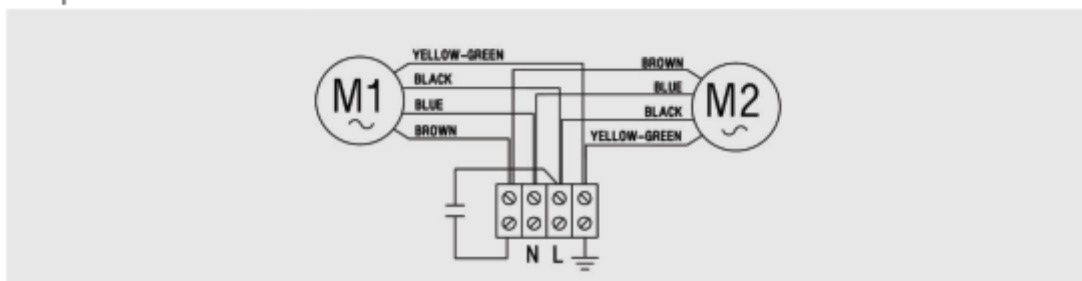 YELLOW-GREEN
BLACK
BLUE
BROWN
M1
BROWN
BLUE
BLACK
YELLOW-GREEN
M2
N L